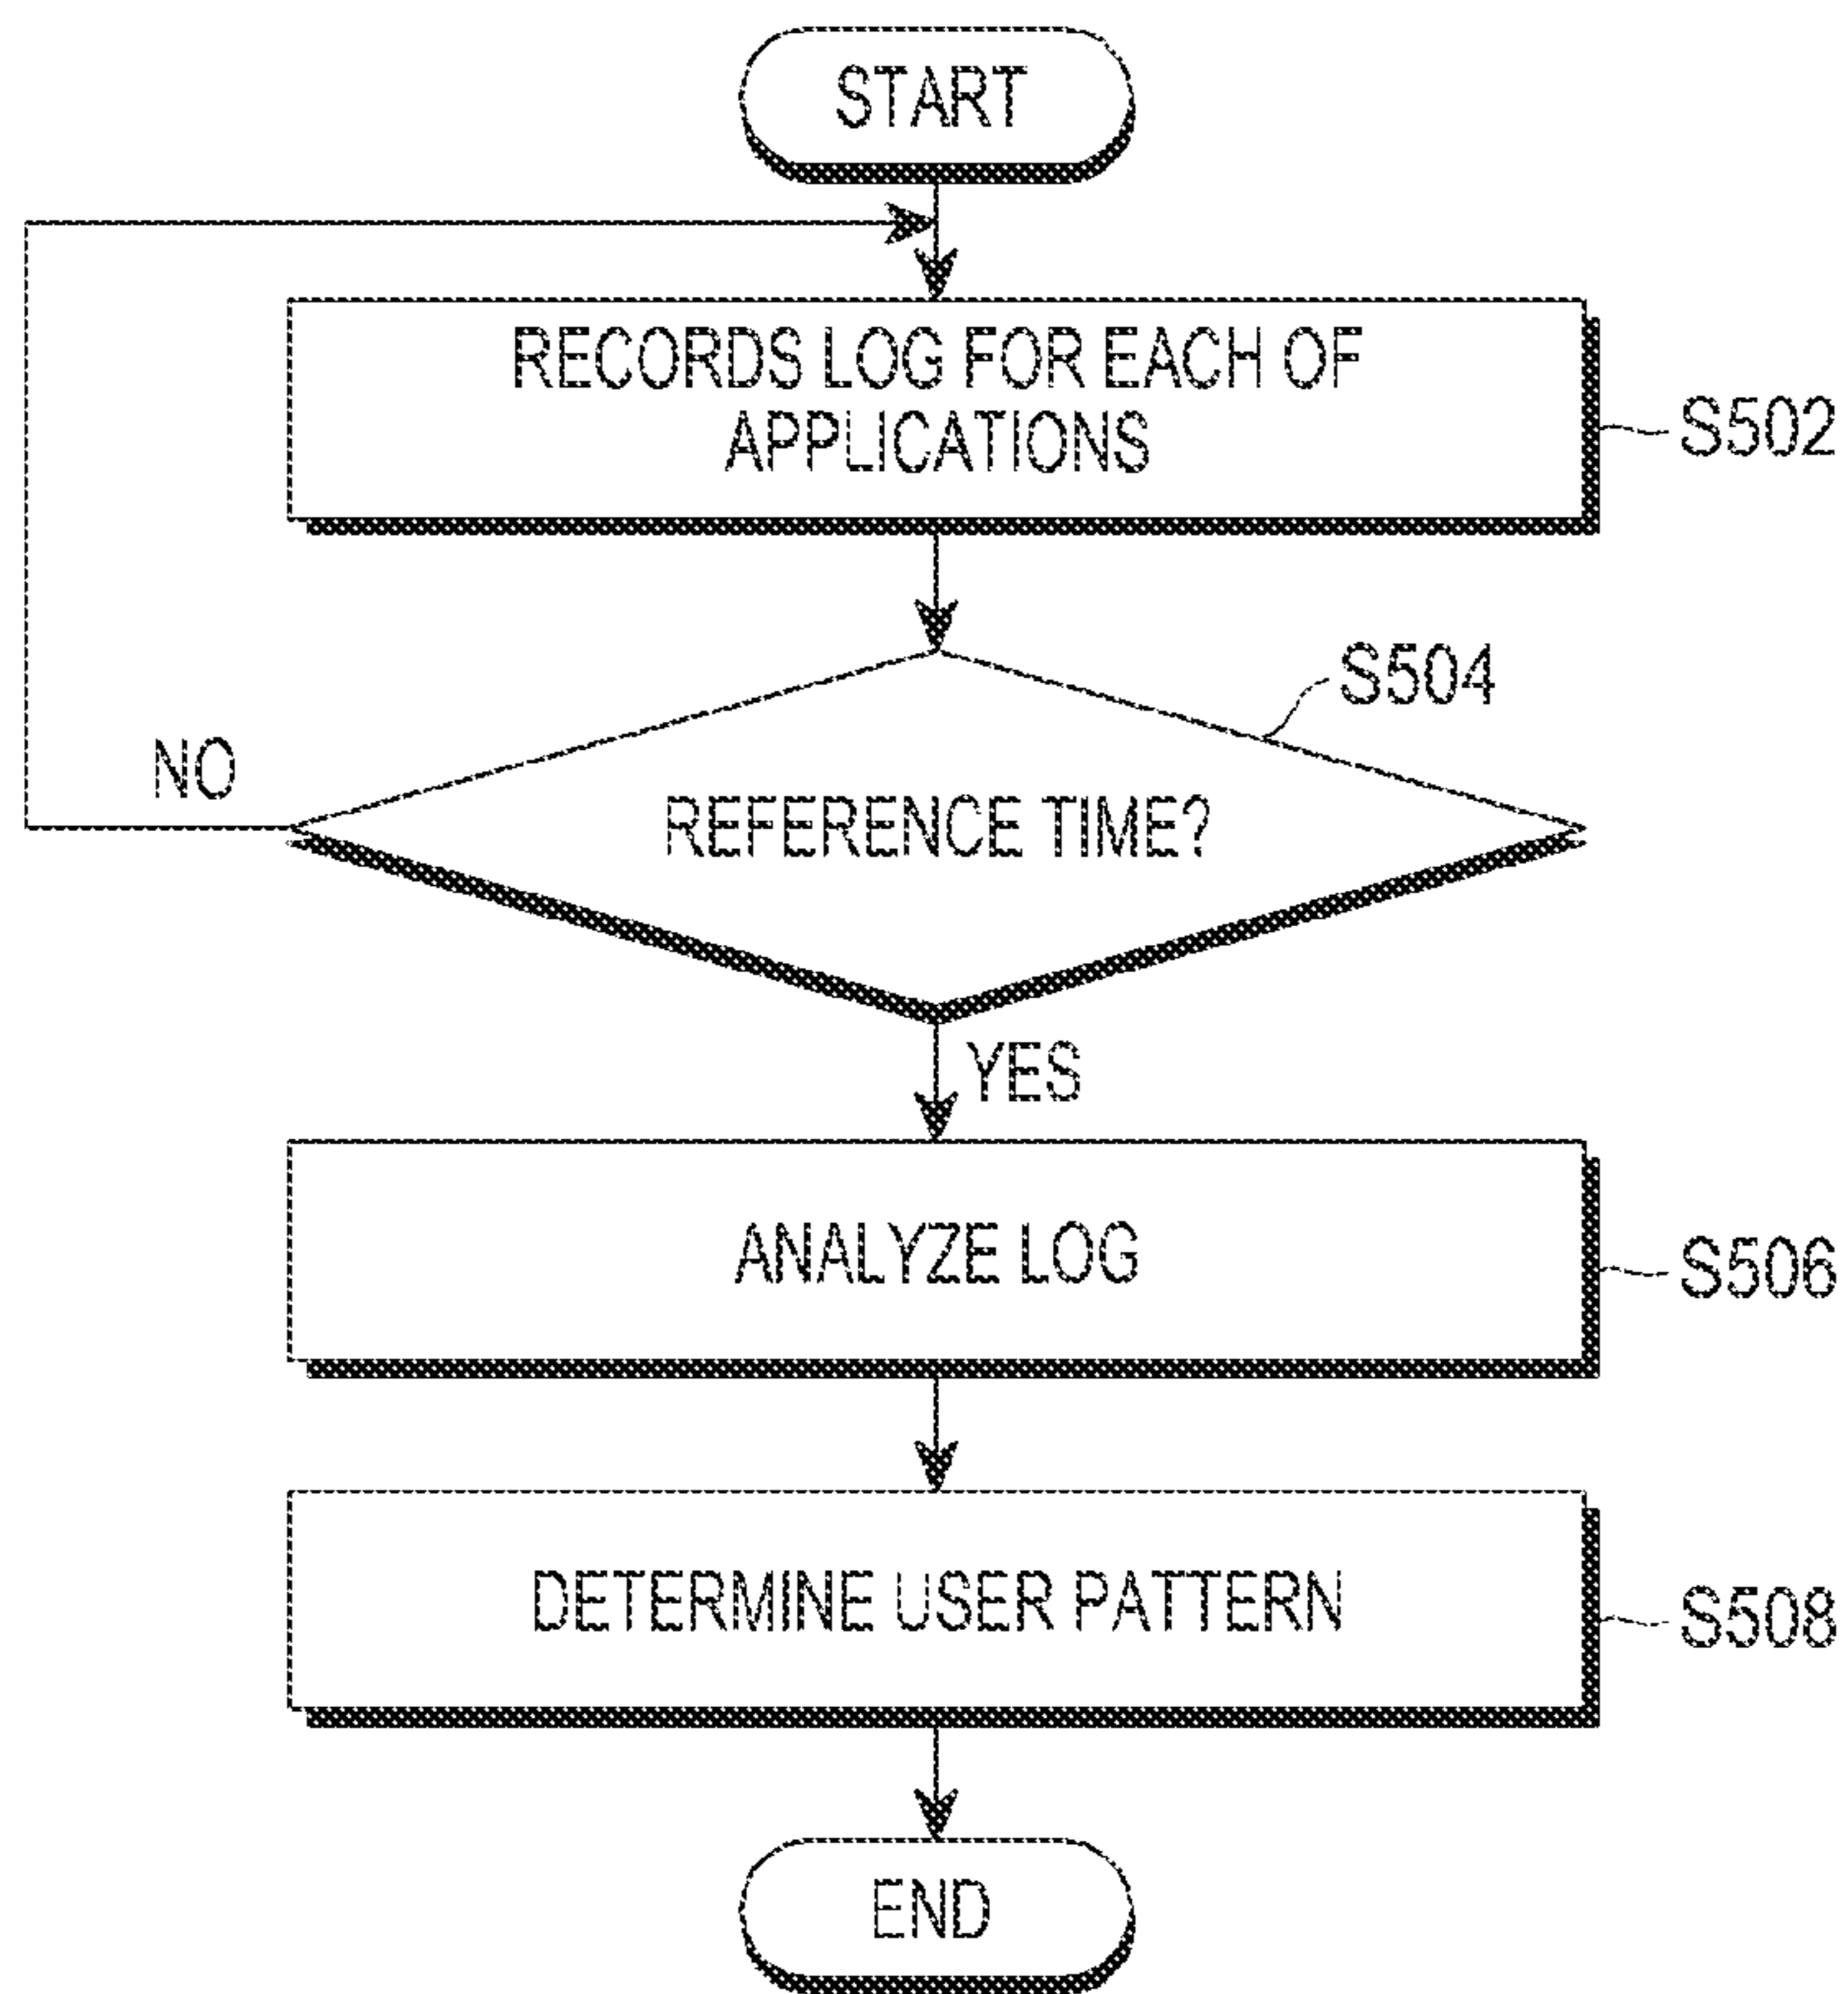 START
RECORDS LOG FOR EACH OF
APPLICATIONS
S502
S504
NO
REFERENCE TIME?
YES
ANALYZE LOG
S506
DETERMINE USER PATTERN
S508
END